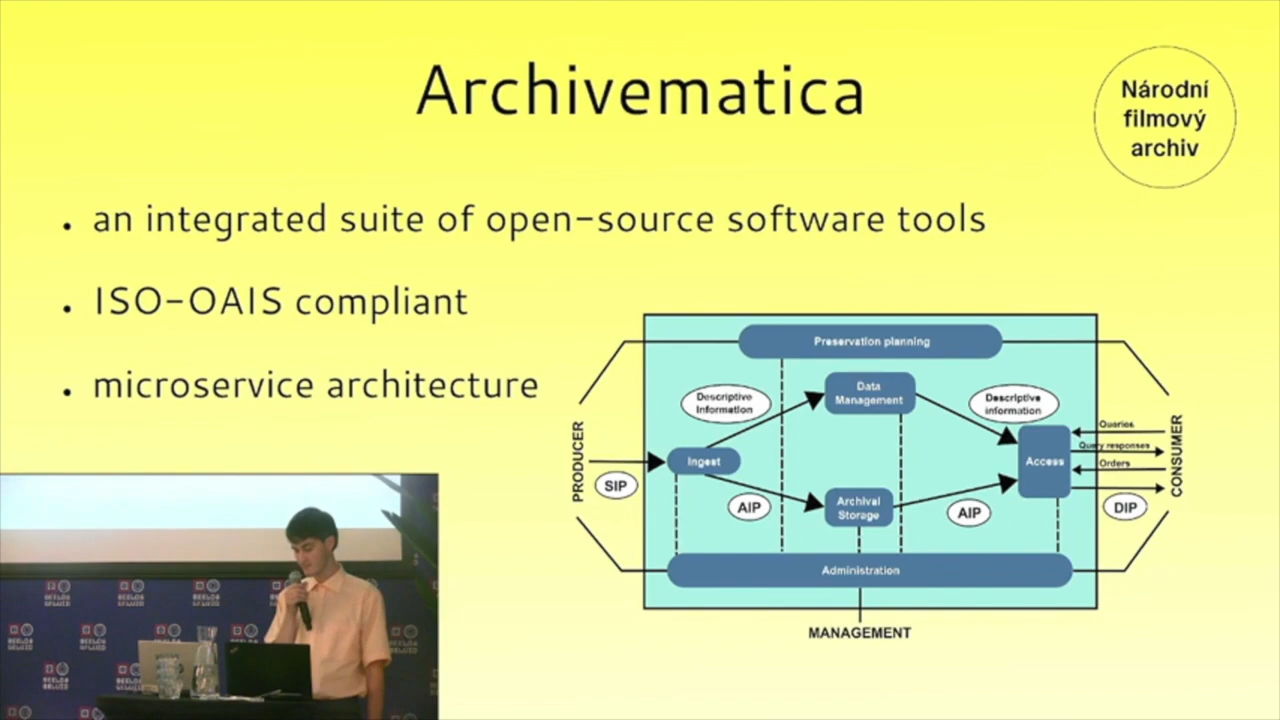 Archivematica
Národní
filmový
archiv
• an integrated suite of open-source software tools
• ISO-OAIS compliant
• microservice architecture
Preservation planning
Descriptive
Information
Data
Management
Descriptive
information
PRODUCER
SIP
Ingest
AIP
Archival
Storage
AIP
Access
Queries
Query responses
Orders
DIP
CONSUMER
Administration
MANAGEMENT